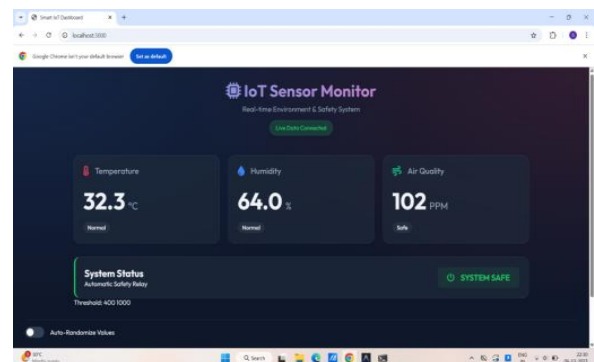 Smart IoT Dashboard
localhost:3000
Google Chrome isn't your default browser Set as default
IoT Sensor Monitor
Real-time Environment & Safety System
Live Data Connected
Temperature
32.3 °C
Normal
Humidity
64.0 %
Normal
Air Quality
102 PPM
Safe
System Status
Automatic Safety Relay
SYSTEM SAFE
Threshold: 400 1000
Auto-Randomize Values
Search
ENG